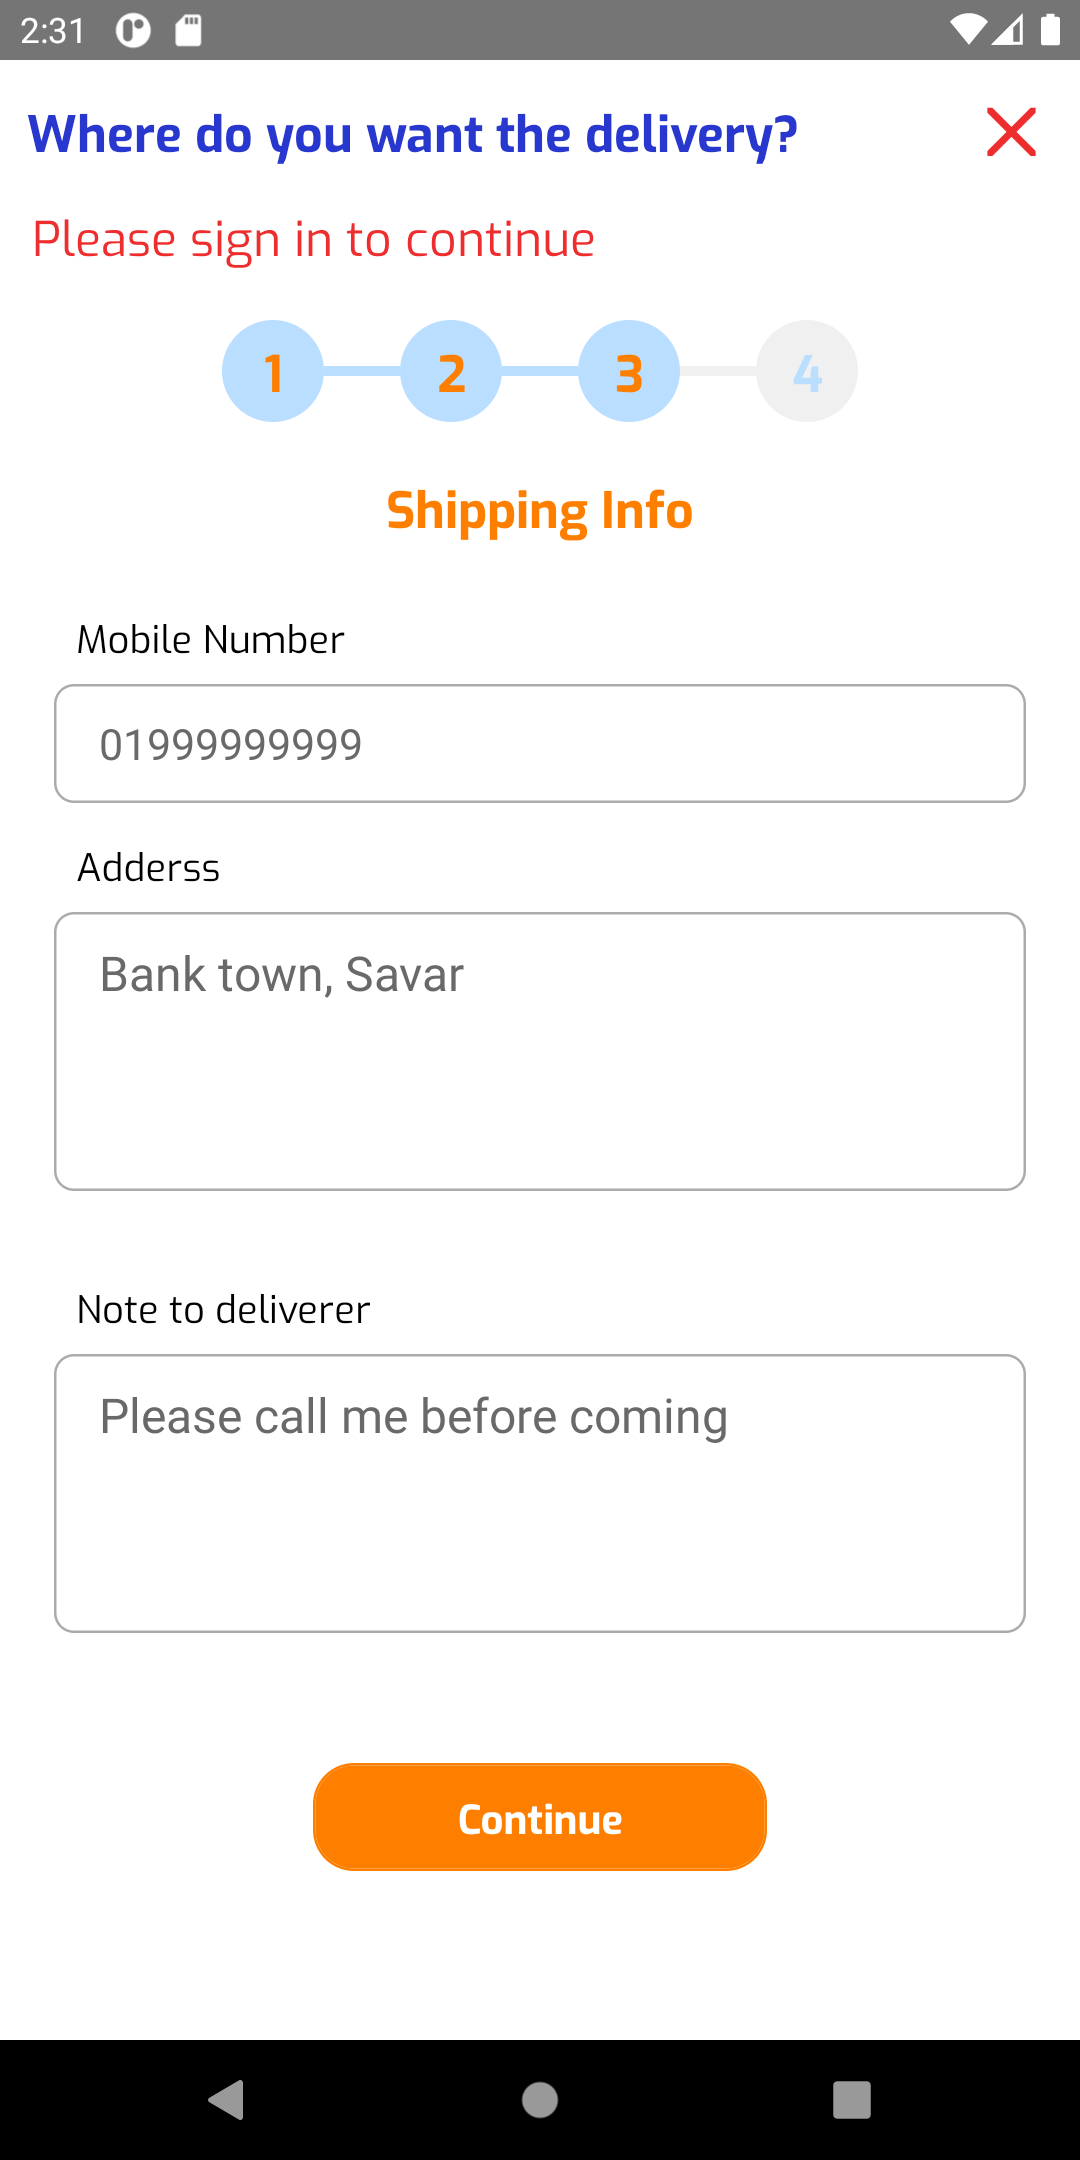 2:31
Where do you want the delivery?
Please sign in to continue
1 2 3 4
Shipping Info
Mobile Number
01999999999
Adderss
Bank town, Savar
Note to deliverer
Please call me before coming
Continue